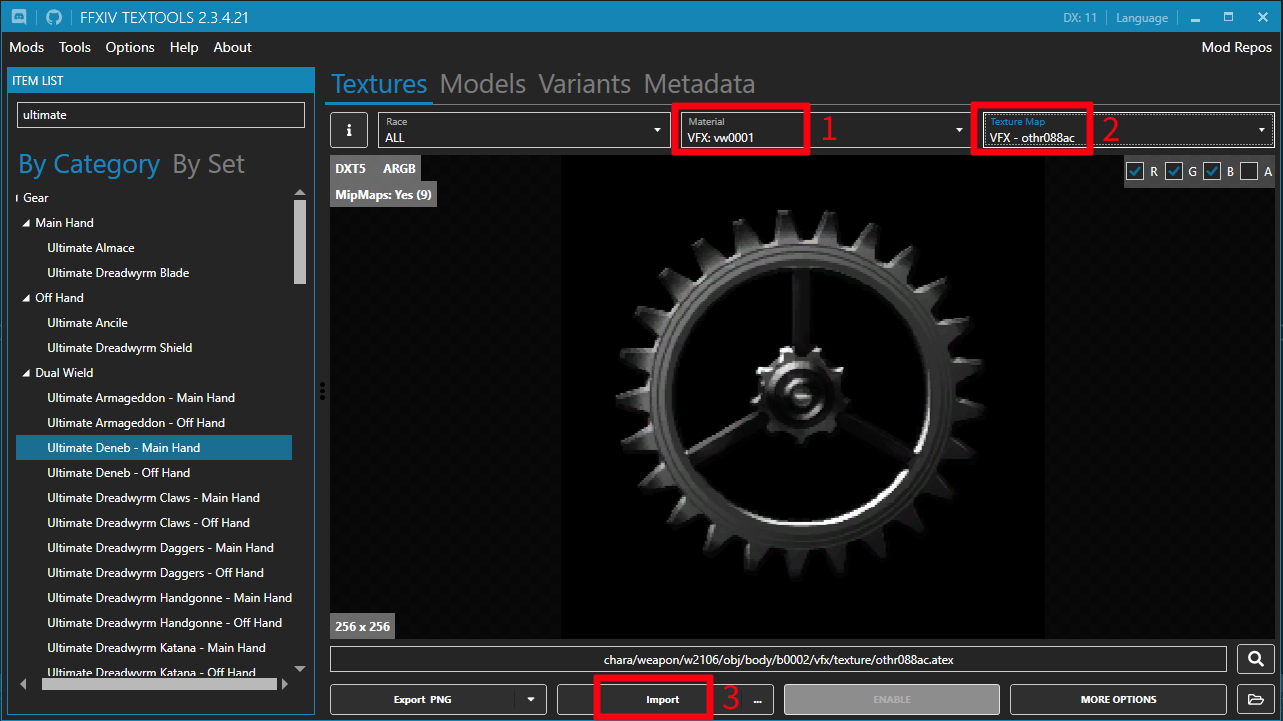 FFXIV TEXTOOLS 2.3.4.21
DX: 11 Language
Mods Tools Options Help About
Mod Repos
ITEM LIST
ultimate
By Category By Set
Gear
Main Hand
Ultimate Almace
Ultimate Dreadwyrm Blade
Off Hand
Ultimate Ancile
Ultimate Dreadwyrm Shield
Dual Wield
Ultimate Armageddon - Main Hand
Ultimate Armageddon - Off Hand
Ultimate Deneb - Main Hand
Ultimate Deneb - Off Hand
Ultimate Dreadwyrm Claws - Main Hand
Ultimate Dreadwyrm Claws - Off Hand
Ultimate Dreadwyrm Daggers - Main Hand
Ultimate Dreadwyrm Daggers - Off Hand
Ultimate Dreadwyrm Handgonne - Main Hand
Ultimate Dreadwyrm Handgonne - Off Hand
Ultimate Dreadwyrm Katana - Main Hand
Ultimate Dreadwyrm Katana - Off Hand
Textures Models Variants Metadata
i
Race
ALL
Material
VFX: vw0001
1
Texture Map
VFX - othr088ac
2
DXT5 ARGB
MipMaps: Yes (9)
R G B A
256 x 256
chara/weapon/w2106/obj/body/b0002/vfx/texture/othr088ac.atex
Export PNG
Import
3
...
ENABLE
MORE OPTIONS